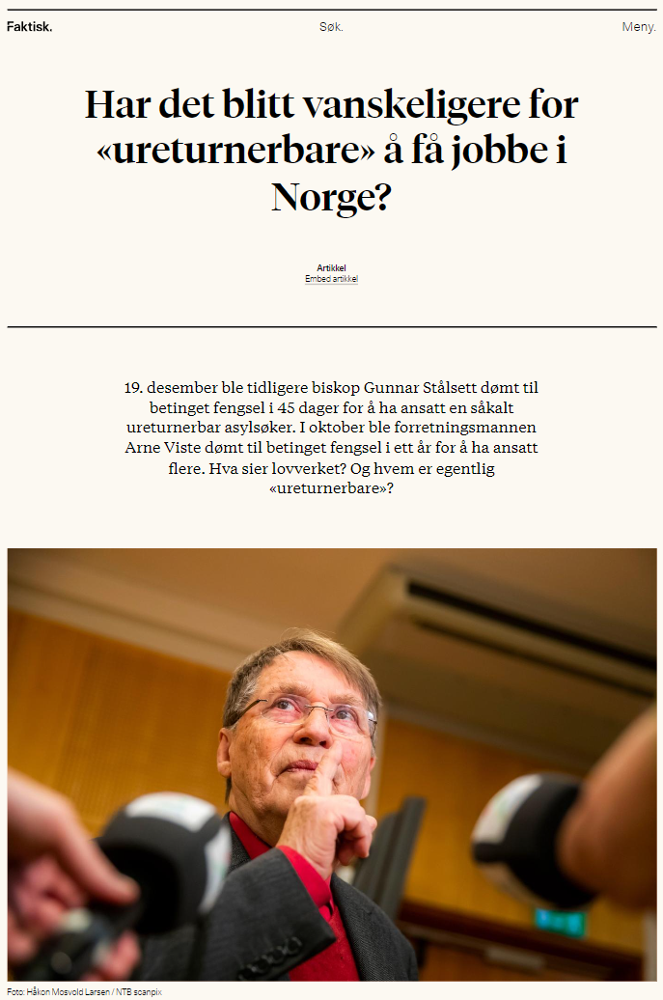 Faktisk.
Søk.
Meny.
Har det blitt vanskeligere for
«ureturnerbare» å få jobbe i
Norge?
Artikkel
Embed artikkel
19. desember ble tidligere biskop Gunnar Stålsett dømt til
betinget fengsel i 45 dager for å ha ansatt en såkalt
ureturnerbar asylsøker. I oktober ble forretningsmannen
Arne Viste dømt til betinget fengsel i ett år for å ha ansatt
flere. Hva sier lovverket? Og hvem er egentlig
«ureturnerbare»?
Foto: Håkon Mosvold Larsen / NTB scanpix